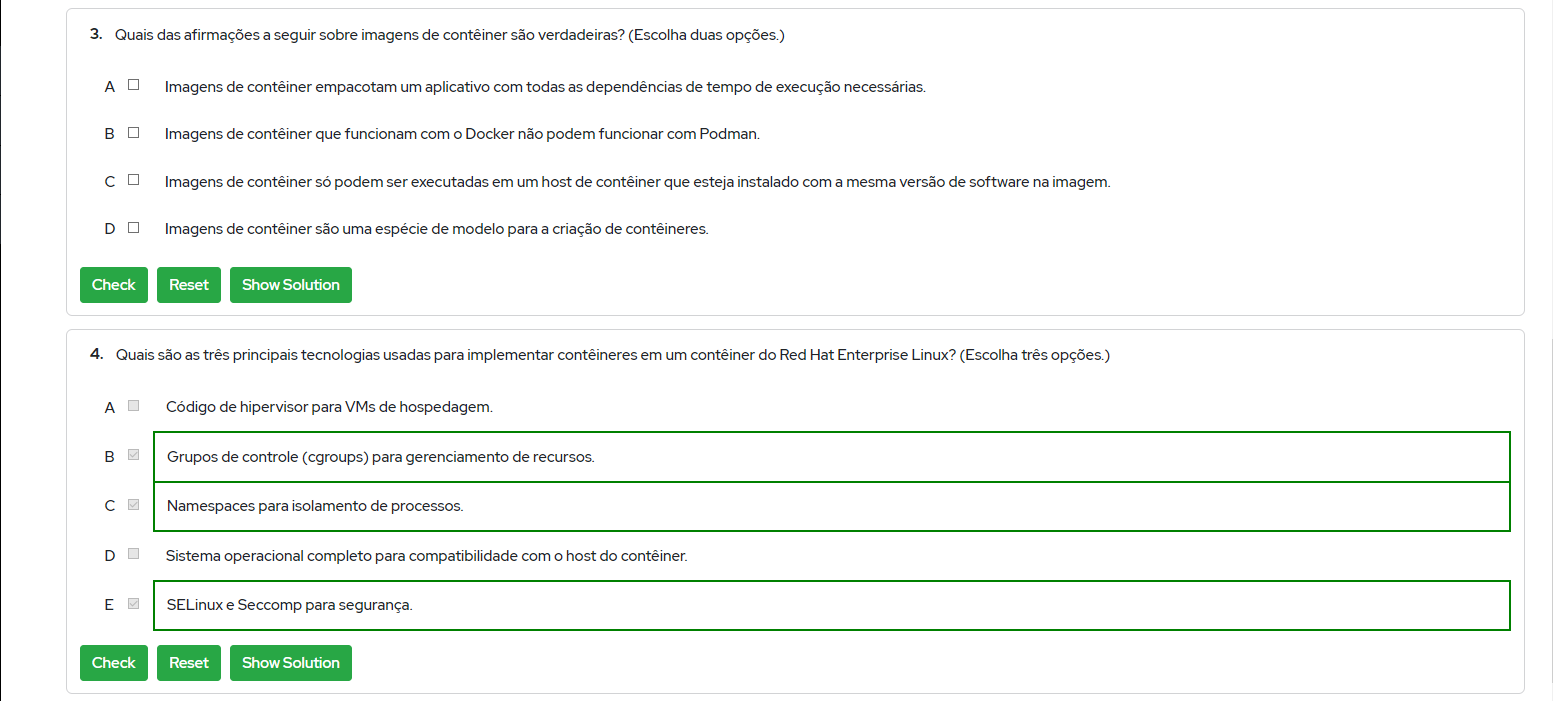 3. Quais das afirmações a seguir sobre imagens de contêiner são verdadeiras? (Escolha duas opções.)
A Imagens de contêiner empacotam um aplicativo com todas as dependências de tempo de execução necessárias.
B Imagens de contêiner que funcionam com o Docker não podem funcionar com Podman.
C Imagens de contêiner só podem ser executadas em um host de contêiner que esteja instalado com a mesma versão de software na imagem.
D Imagens de contêiner são uma espécie de modelo para a criação de contêineres.
Check Reset Show Solution
4. Quais são as três principais tecnologias usadas para implementar contêineres em um contêiner do Red Hat Enterprise Linux? (Escolha três opções.)
A Código de hipervisor para VMs de hospedagem.
B Grupos de controle (cgroups) para gerenciamento de recursos.
C Namespaces para isolamento de processos.
D Sistema operacional completo para compatibilidade com o host do contêiner.
E SELinux e Seccomp para segurança.
Check Reset Show Solution